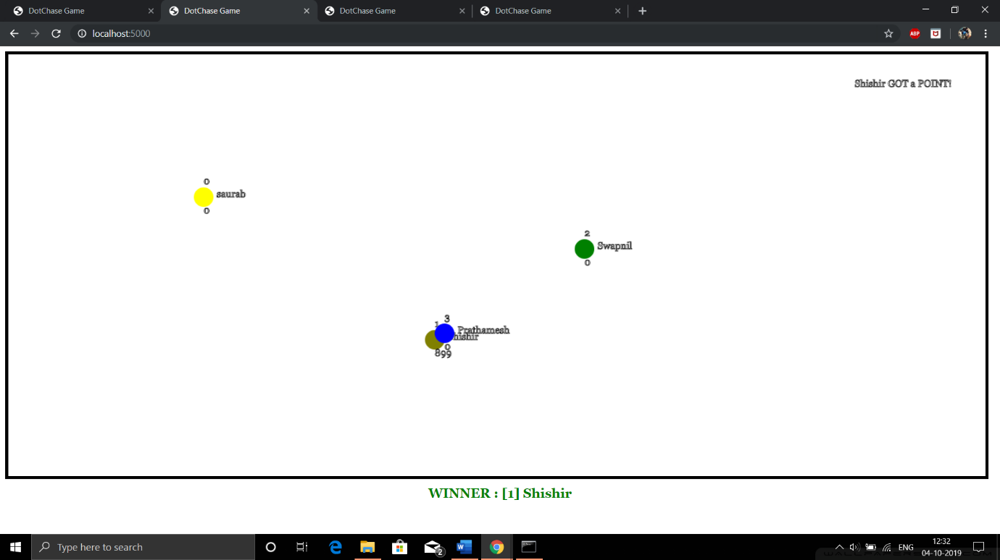 DotChase Game
DotChase Game
DotChase Game
DotChase Game
localhost:5000
ABP
Shishir GOT a POINT!
0
saurab
0
2
Swapnil
0
3
1
Prathamesh
hishir
0
899
WINNER : [1] Shishir
Type here to search
2
ENG
12:32
04-10-2019